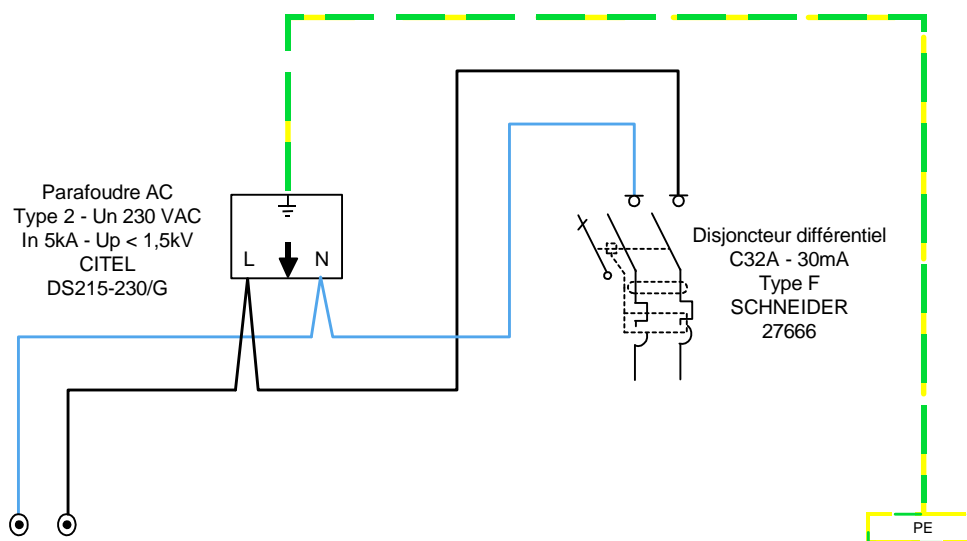 Parafoudre AC
Type 2 - Un 230 VAC
In 5kA - Up < 1,5kV
CITEL
DS215-230/G
L
N
Disjoncteur différentiel
C32A - 30mA
Type F
SCHNEIDER
27666
PE